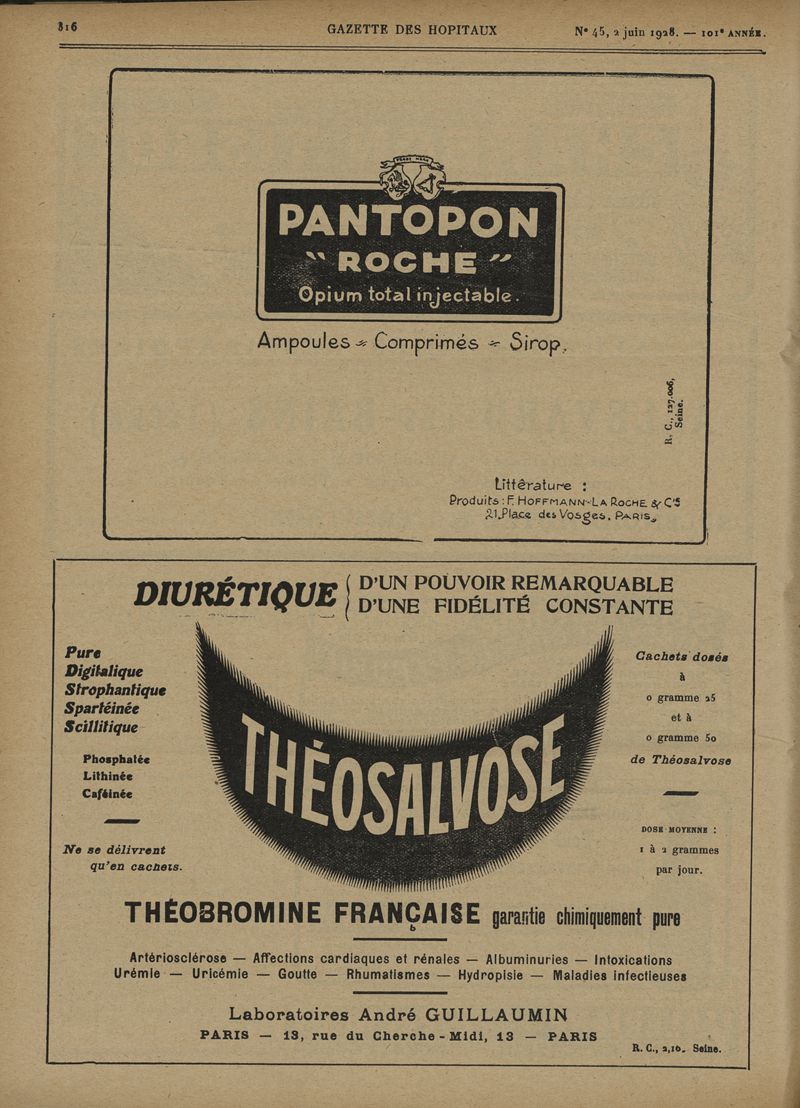 816
GAZETTE DES HOPITAUX
N° 45, 2 juin 1928. — 101e ANNÉE.
PANTOPON
"ROCHE"
Opium total injectable.
Ampoules Comprimés Sirop.
R. C., 127.006,
Seine.
Littérature :
Produits : F. HOFFMANN-LA ROCHE & Cie
21. Place des Vosges, PARIS.
DIURÉTIQUE
D'UN POUVOIR REMARQUABLE
D'UNE FIDÉLITÉ CONSTANTE
Pure
Digitalique
Strophantique
Spartéinée
Scillitique
Phosphatée
Lithinée
Caféinée
Ne se délivrent
qu'en cachets.
THÉOSALVOSE
Cachets dosés
à
0 gramme 25
et à
0 gramme 50
de Théosalvose
DOSE MOYENNE :
1 à 2 grammes
par jour.
THÉOBROMINE FRANÇAISE garantie chimiquement pure
Artériosclérose — Affections cardiaques et rénales — Albuminuries — Intoxications
Urémie — Uricémie — Goutte — Rhumatismes — Hydropisie — Maladies infectieuses
Laboratoires André GUILLAUMIN
PARIS — 13, rue du Cherche-Midi, 13 — PARIS
R. C., Seine.